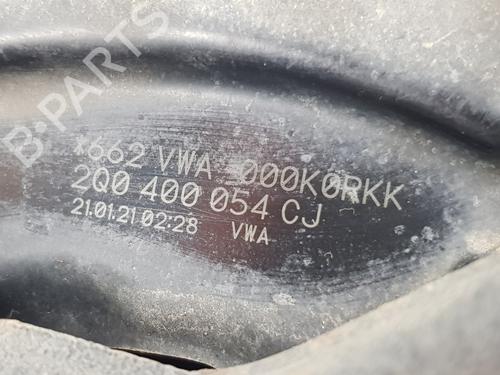 B-PARTS
*662 VWA 000K0RKK
2Q0 400 054 CJ
21.01.21 02:28 VWA